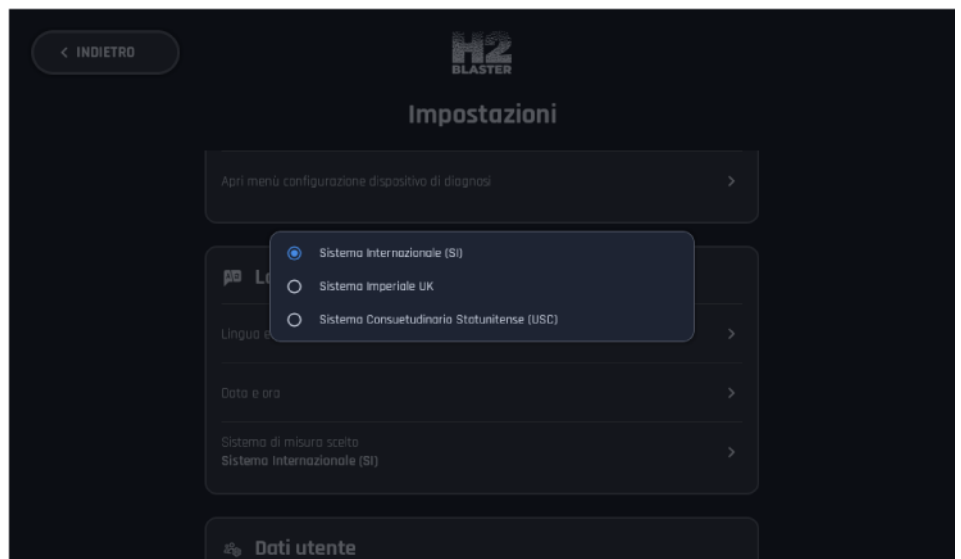 INDIETRO
H2
BLASTER
Impostazioni
Apri menù configurazione dispositivo di diagnosi
Sistema Internazionale (SI)
Sistema Imperiale UK
Sistema Consuetudinario Statunitense (USC)
Lingua e
Data e ora
Sistema di misura scelto
Sistema Internazionale (SI)
Dati utente